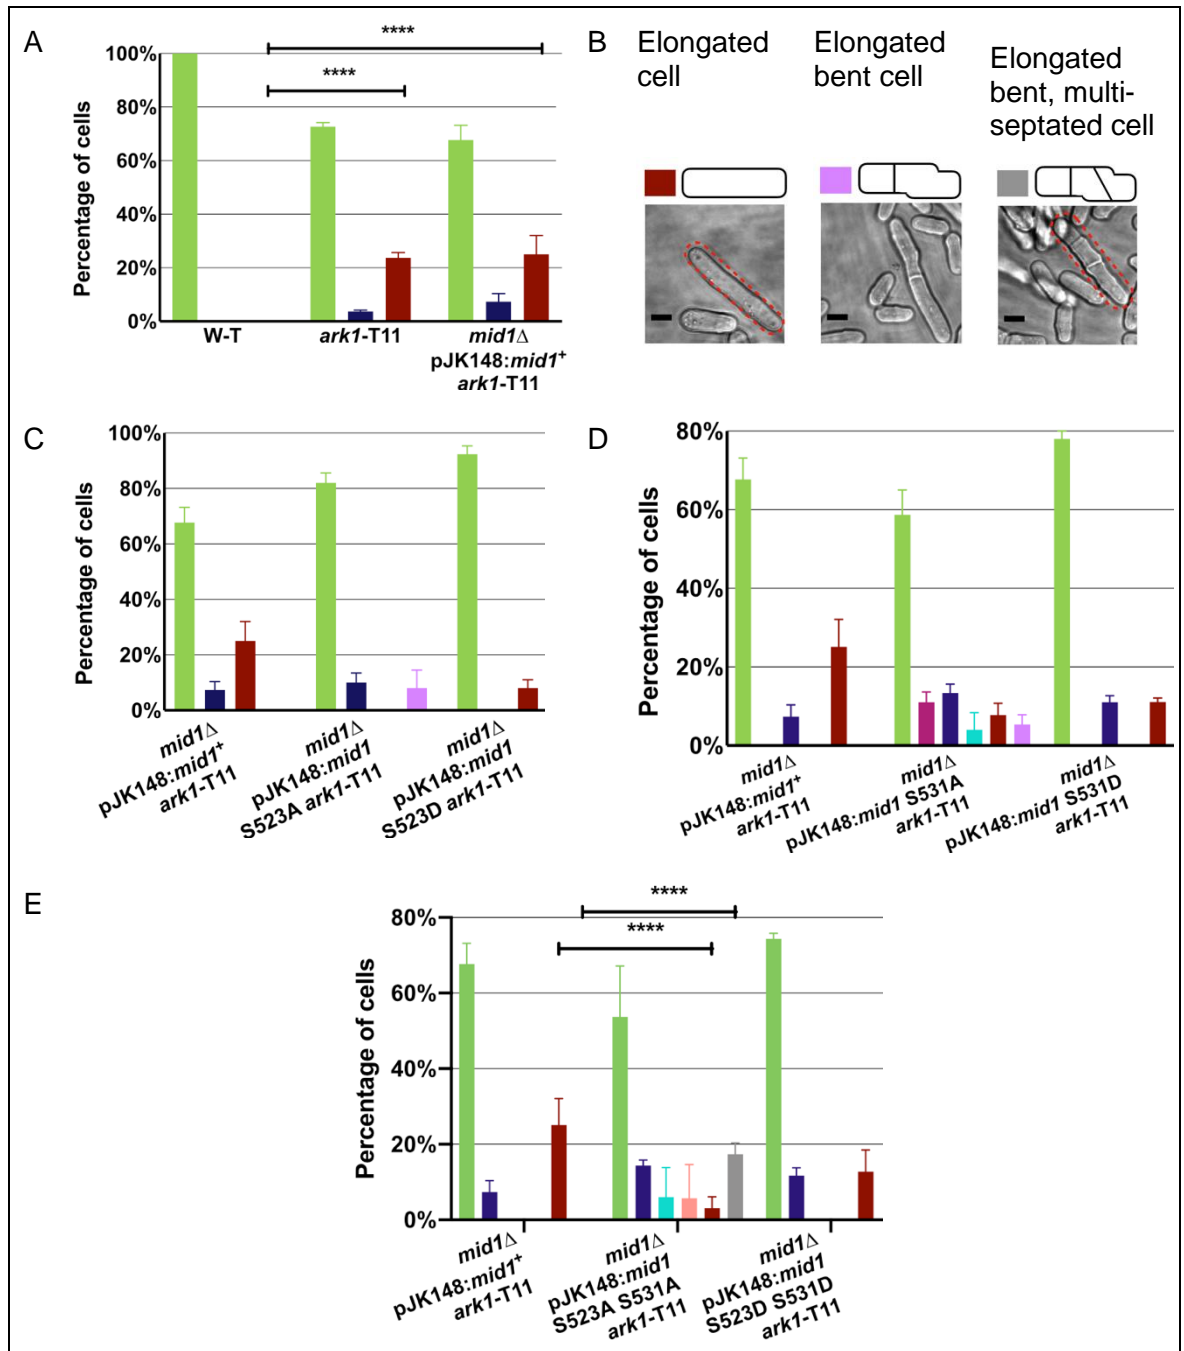 A
****
****
100%
80%
60%
40%
20%
0%
Percentage of cells
W-T
ark1-T11
mid1Δ
pJK148:mid1⁺
ark1-T11
B
Elongated
cell
Elongated
bent cell
Elongated
bent, multi-
septated cell
C
100%
80%
60%
40%
20%
0%
Percentage of cells
mid1Δ
pJK148:mid1⁺
ark1-T11
mid1Δ
pJK148:mid1
S523A ark1-T11
mid1Δ
pJK148:mid1
S523D ark1-T11
D
80%
60%
40%
20%
0%
Percentage of cells
mid1Δ
pJK148:mid1⁺
ark1-T11
mid1Δ
pJK148:mid1 S531A
ark1-T11
mid1Δ
pJK148:mid1 S531D
ark1-T11
E
****
****
80%
60%
40%
20%
0%
Percentage of cells
mid1Δ
pJK148:mid1⁺
ark1-T11
mid1Δ
pJK148:mid1
S523A S531A
ark1-T11
mid1Δ
pJK148:mid1
S523D S531D
ark1-T11